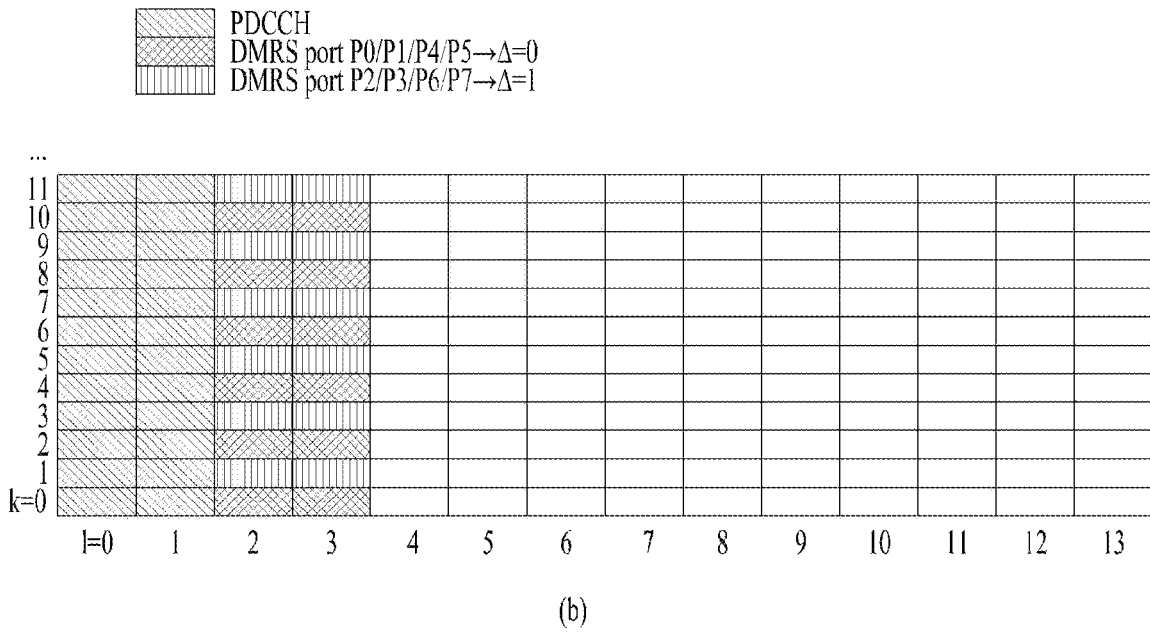 PDCCH
DMRS port P0/P1/P4/P5→Δ=0
DMRS port P2/P3/P6/P7→Δ=1
...
11
10
9
8
7
6
5
4
3
2
1
k=0
l=0 1 2 3 4 5 6 7 8 9 10 11 12 13
(b)